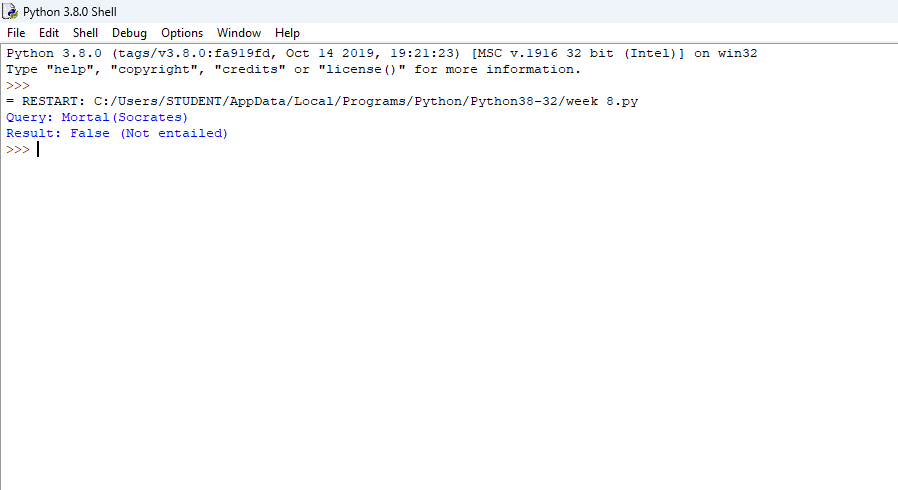 Python 3.8.0 Shell
File Edit Shell Debug Options Window Help
Python 3.8.0 (tags/v3.8.0:fa919fd, Oct 14 2019, 19:21:23) [MSC v.1916 32 bit (Intel)] on win32
Type "help", "copyright", "credits" or "license()" for more information.
>>>
= RESTART: C:/Users/STUDENT/AppData/Local/Programs/Python/Python38-32/week 8.py
Query: Mortal(Socrates)
Result: False (Not entailed)
>>>